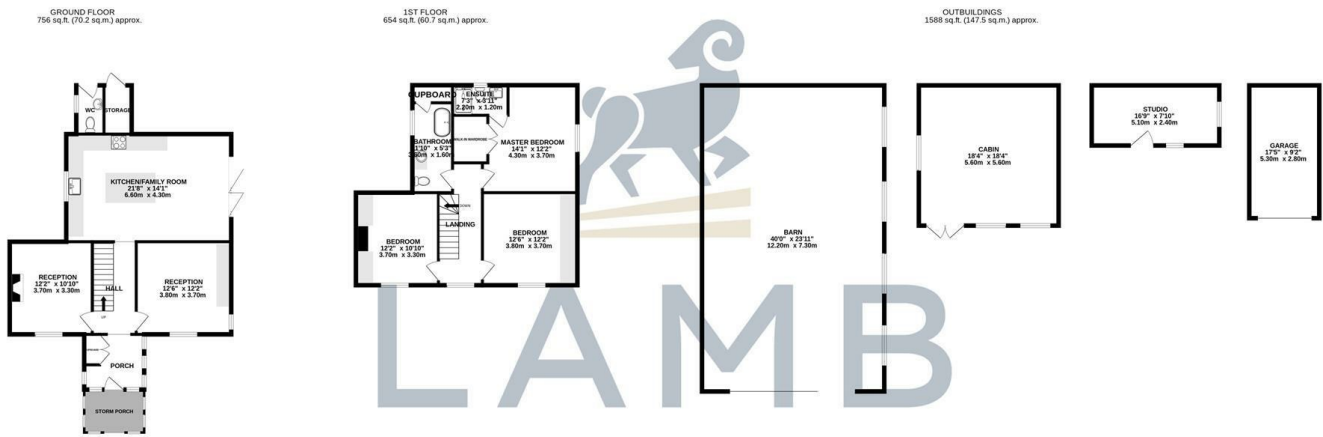 GROUND FLOOR
756 sq.ft. (70.2 sq.m.) approx.
WC
STORAGE
KITCHEN/FAMILY ROOM
21'8" x 14'1"
6.60m x 4.30m
RECEPTION
12'2" x 10'10"
3.70m x 3.30m
HALL
UP
RECEPTION
12'6" x 12'2"
3.80m x 3.70m
PORCH
STORM PORCH
1ST FLOOR
654 sq.ft. (60.7 sq.m.) approx.
CUPBOARD
ENSUITE
7'3" x 3'11"
2.20m x 1.20m
BATHROOM
WALK IN WARDROBE
MASTER BEDROOM
14'1" x 12'2"
4.30m x 3.70m
DOWN
LANDING
BEDROOM
12'2" x 10'10"
3.70m x 3.30m
BEDROOM
12'6" x 12'2"
3.80m x 3.70m
OUTBUILDINGS
1588 sq.ft. (147.5 sq.m.) approx.
BARN
40'0" x 23'11"
12.20m x 7.30m
CABIN
18'4" x 18'4"
5.60m x 5.60m
STUDIO
16'9" x 7'10"
5.10m x 2.40m
GARAGE
17'5" x 9'2"
5.30m x 2.80m
LAMB